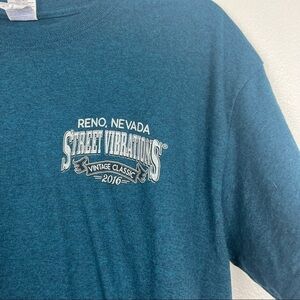 RENO, NEVADA
STREET VIBRATIONS®
VINTAGE CLASSIC
2016